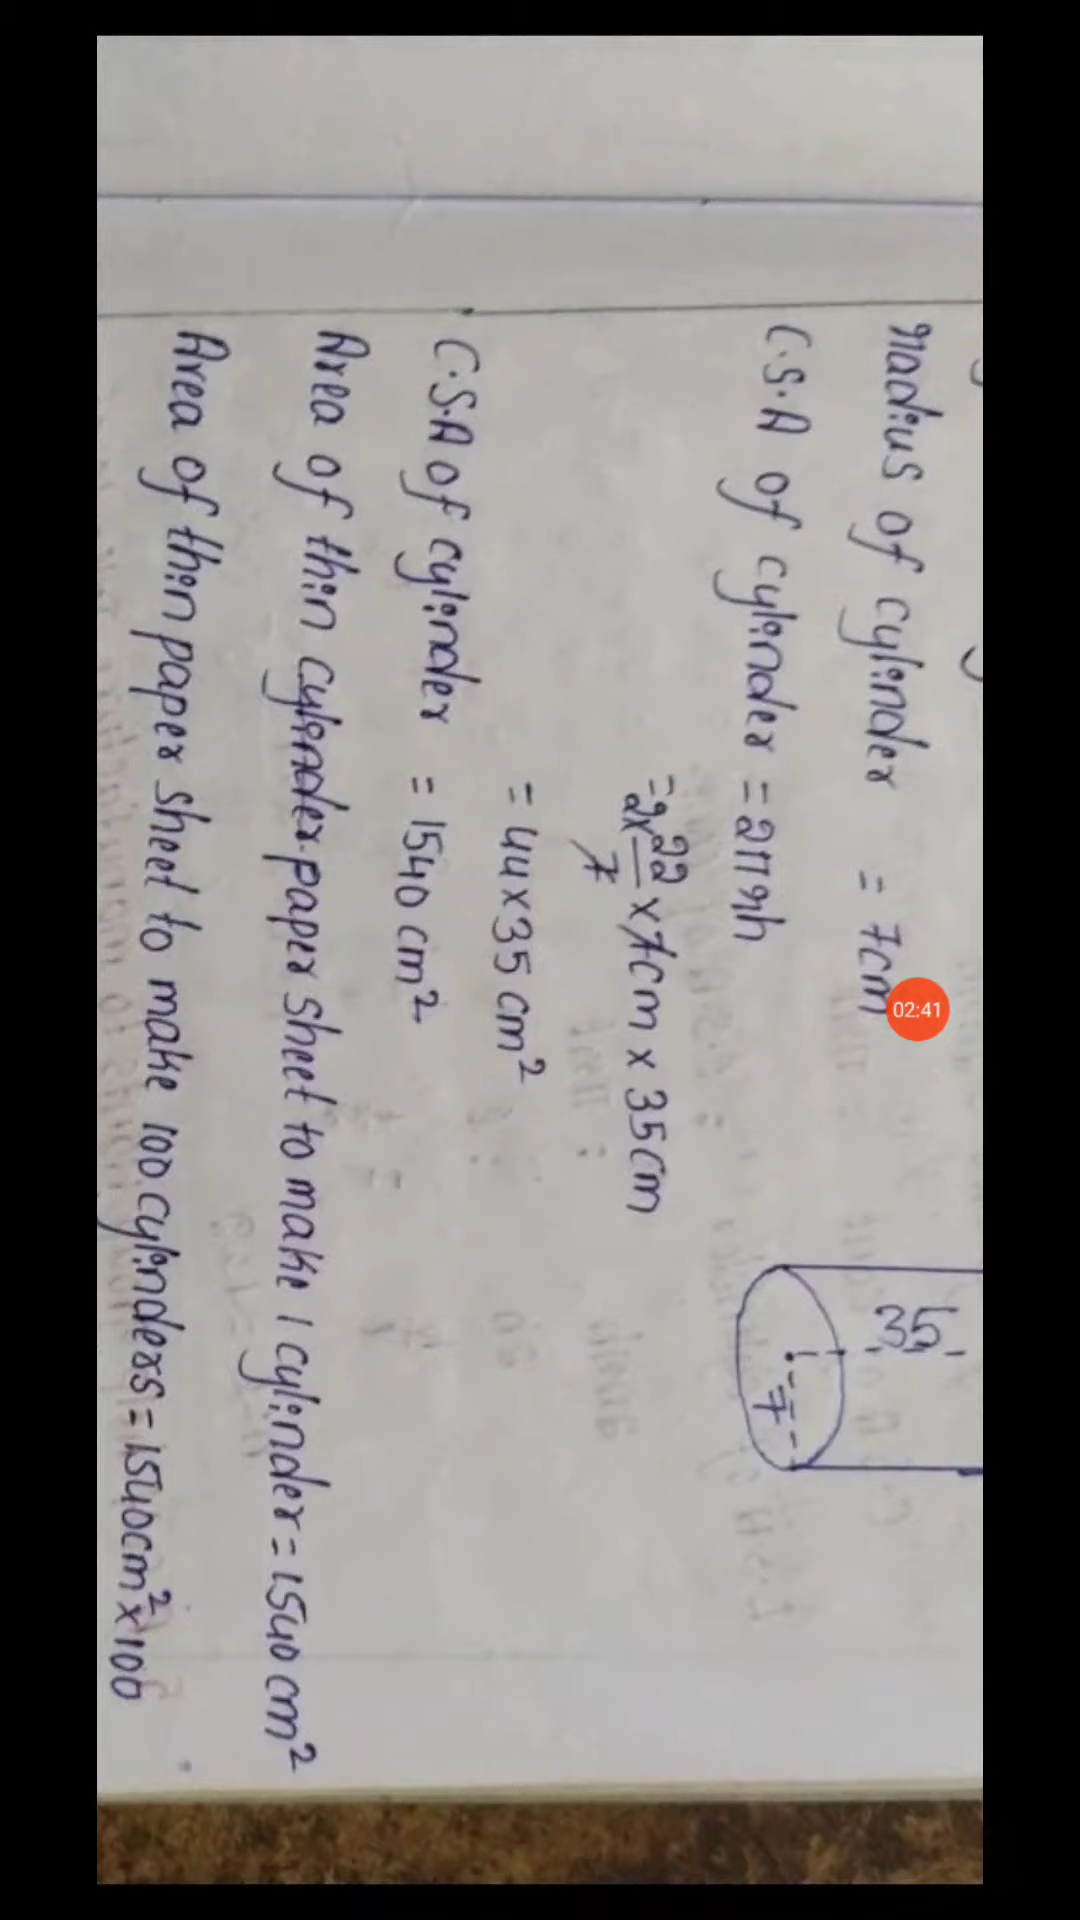 radius of cylinder = 7cm
C.S.A of cylinder = 2πrh
= 2 × 22/7 × 7cm × 35cm
= 44 × 35 cm²
C.S.A of cylinder = 1540 cm²
Area of thin cylinder paper sheet to make 1 cylinder = 1540 cm²
Area of thin paper sheet to make 100 cylinders = 1540cm² × 100
35
7
02:41